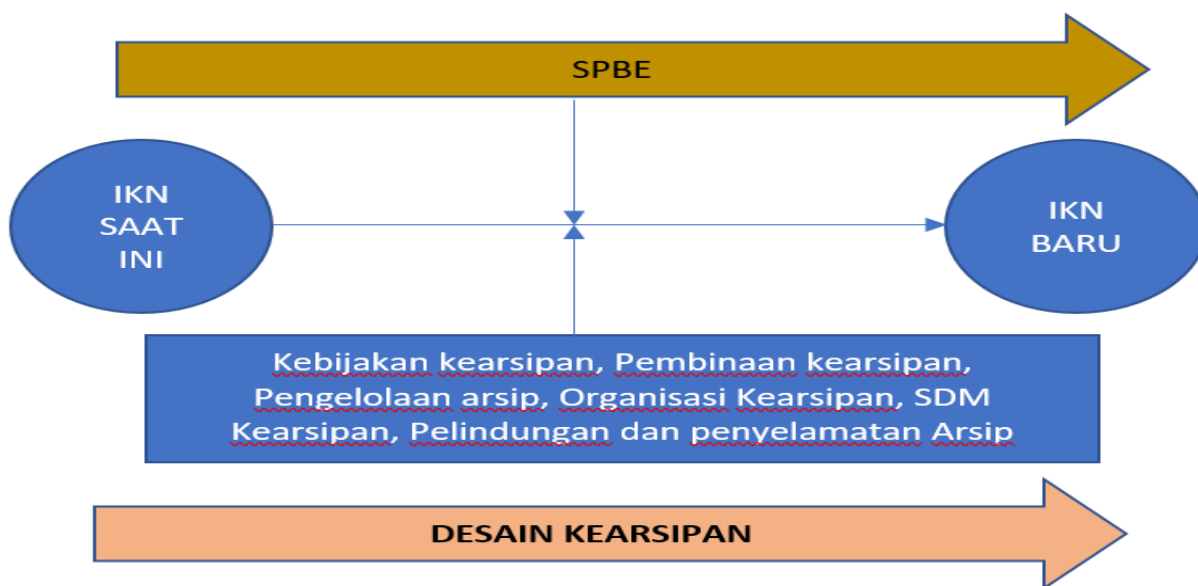 SPBE
IKN
SAAT
INI
IKN
BARU
Kebijakan kearsipan, Pembinaan kearsipan,
Pengelolaan arsip, Organisasi Kearsipan, SDM
Kearsipan, Pelindungan dan penyelamatan Arsip
DESAIN KEARSIPAN